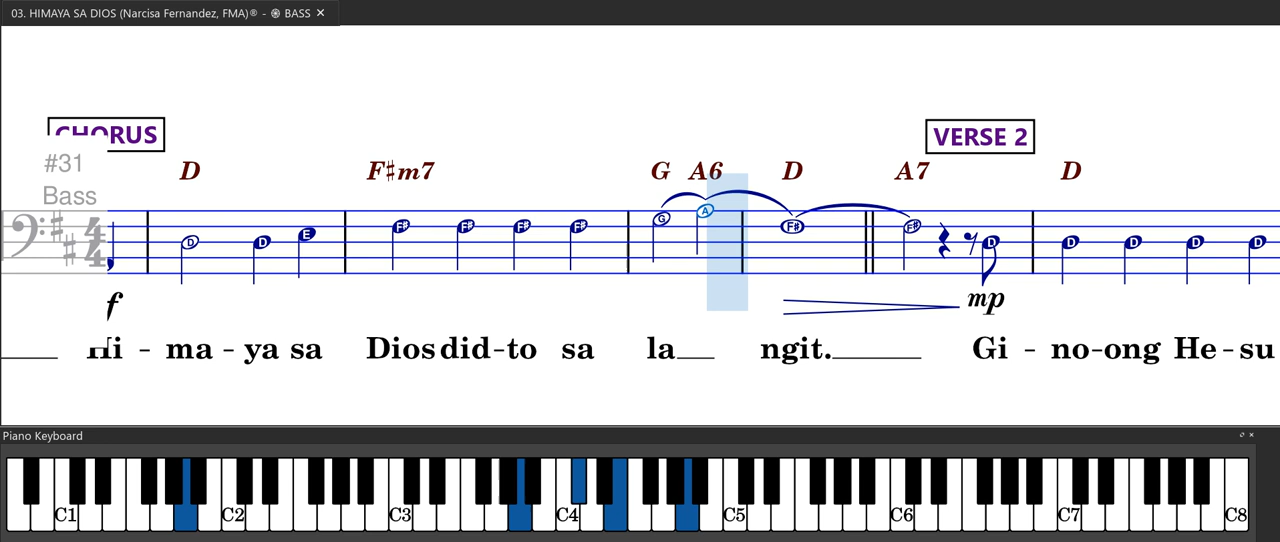 03. HIMAYA SA DIOS (Narcisa Fernandez, FMA)® - BASS ×
CHORUS
VERSE 2
#31
Bass
D F♯m7 G A6 D A7 D
D D E F# F# F# F# G A F# F# D D D D D
f mp
Hi - ma - ya sa Dios did-to sa la__ ngit.__ Gi - no-ong He-su
Piano Keyboard
C1 C2 C3 C4 C5 C6 C7 C8